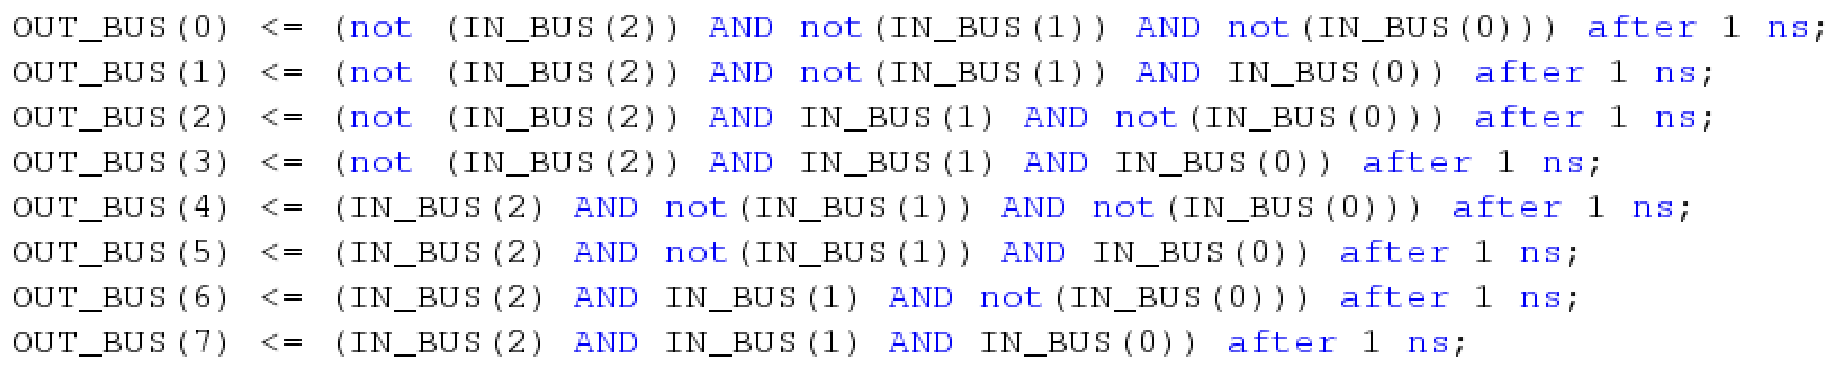 OUT_BUS(0) <= (not (IN_BUS(2)) AND not(IN_BUS(1)) AND not(IN_BUS(0))) after 1 ns;
OUT_BUS(1) <= (not (IN_BUS(2)) AND not(IN_BUS(1)) AND IN_BUS(0)) after 1 ns;
OUT_BUS(2) <= (not (IN_BUS(2)) AND IN_BUS(1) AND not(IN_BUS(0))) after 1 ns;
OUT_BUS(3) <= (not (IN_BUS(2)) AND IN_BUS(1) AND IN_BUS(0)) after 1 ns;
OUT_BUS(4) <= (IN_BUS(2) AND not(IN_BUS(1)) AND not(IN_BUS(0))) after 1 ns;
OUT_BUS(5) <= (IN_BUS(2) AND not(IN_BUS(1)) AND IN_BUS(0)) after 1 ns;
OUT_BUS(6) <= (IN_BUS(2) AND IN_BUS(1) AND not(IN_BUS(0))) after 1 ns;
OUT_BUS(7) <= (IN_BUS(2) AND IN_BUS(1) AND IN_BUS(0)) after 1 ns;